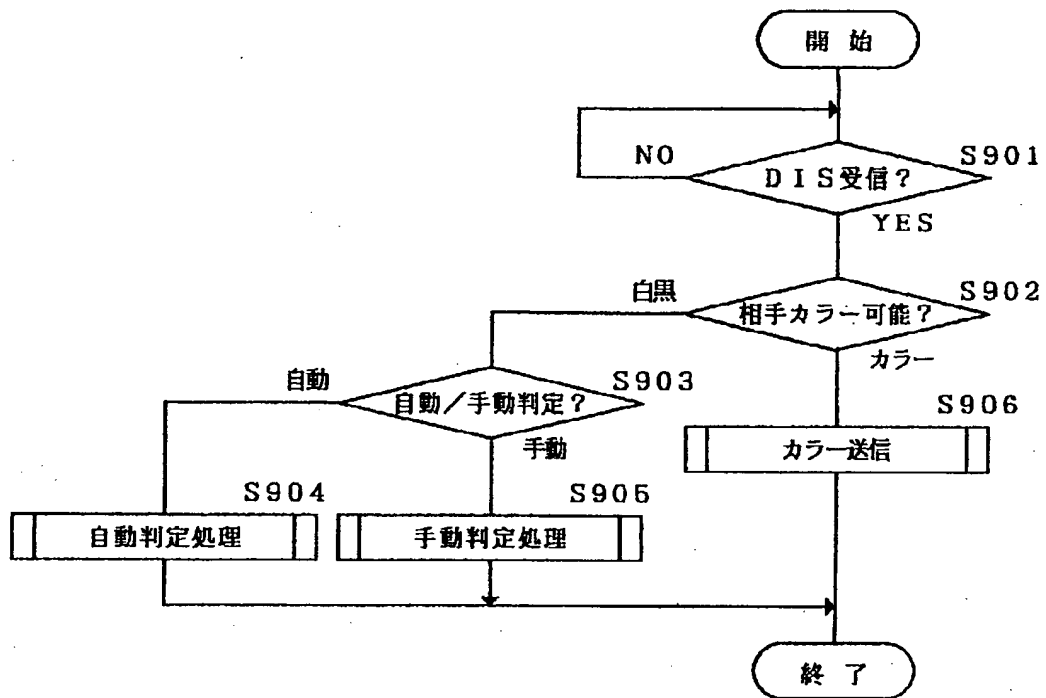 開 始
NO
S901
DIS受信？
YES
白黒
S902
相手カラー可能？
カラー
自動
S903
自動／手動判定？
手動
S906
カラー送信
S904
自動判定処理
S905
手動判定処理
終 了